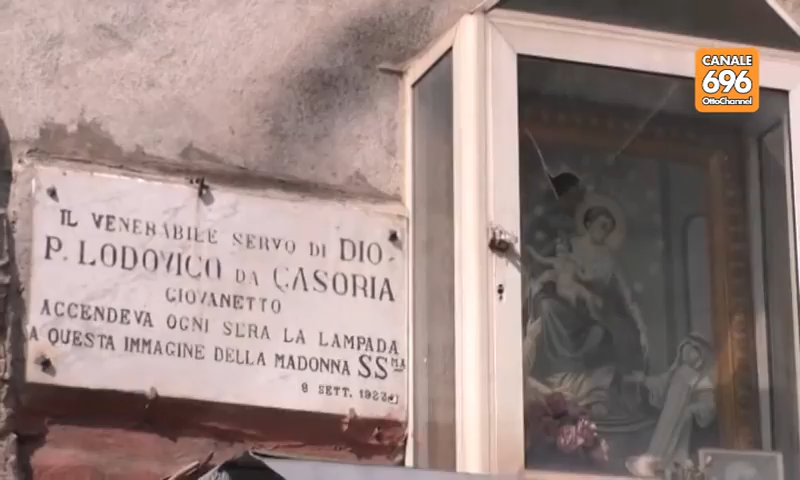 CANALE
696
OttoChannel
IL VENERABILE SERVO DI DIO-
P. LODOVICO DA CASORIA
GIOVANETTO
ACCENDEVA OGNI SERA LA LAMPADA
A QUESTA IMMAGINE DELLA MADONNA SS.MA
8 SETT.